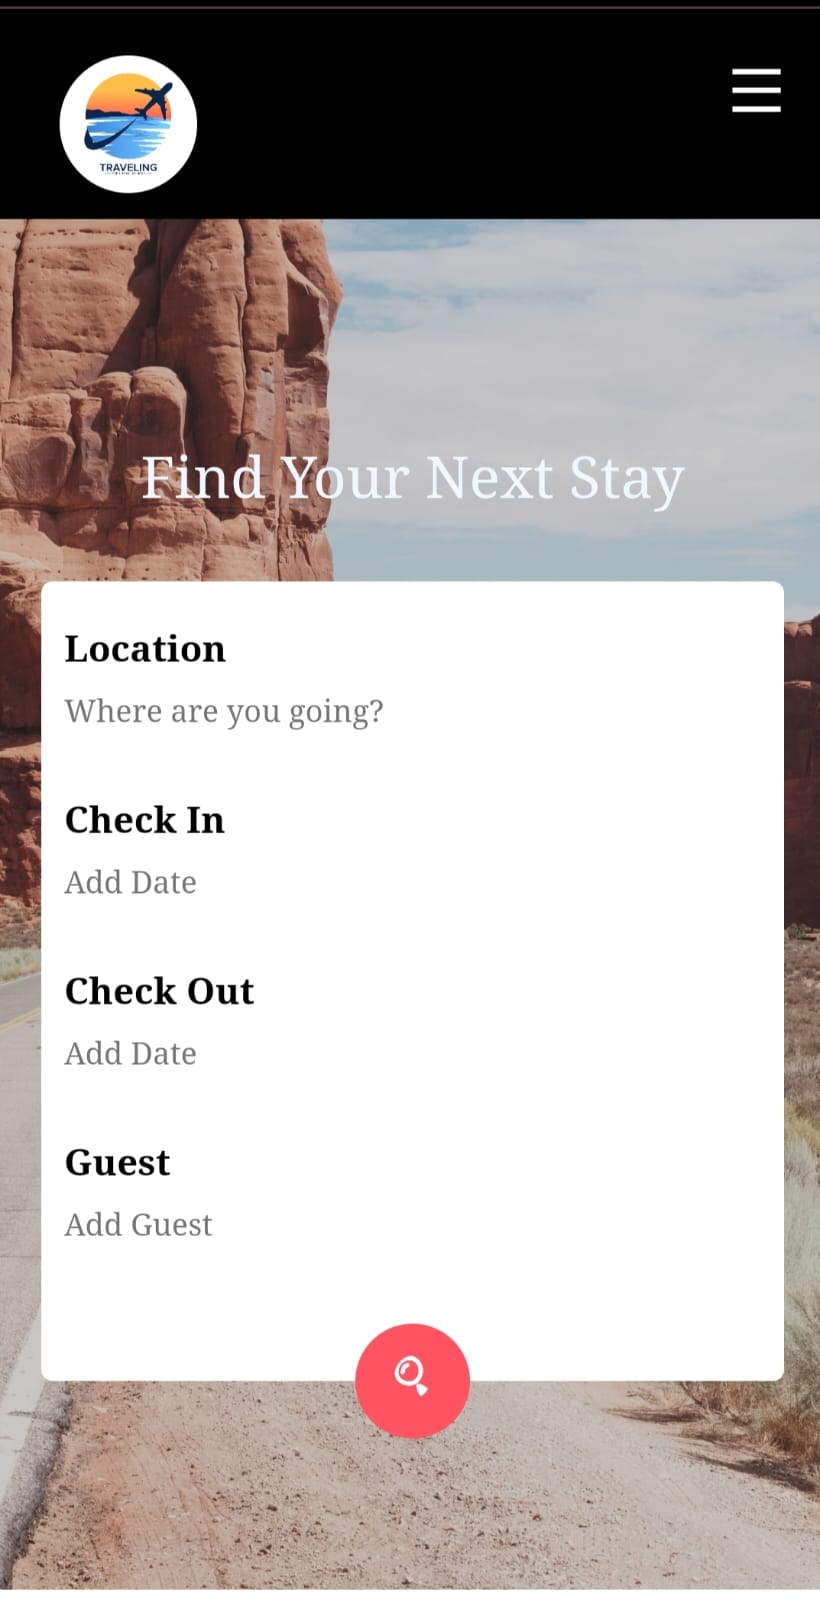 TRAVELING
Find Your Next Stay
Location
Where are you going?
Check In
Add Date
Check Out
Add Date
Guest
Add Guest